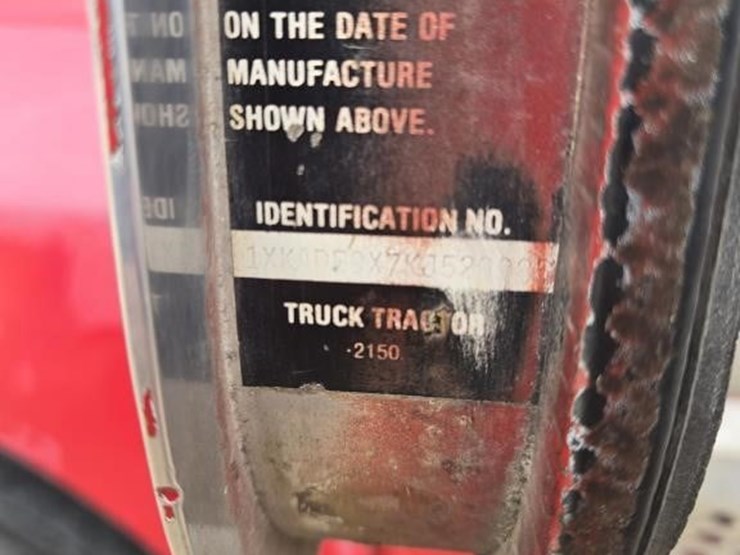 ON THE DATE OF
MANUFACTURE
SHOWN ABOVE.
IDENTIFICATION NO.
TRUCK TRACTOR
-2150